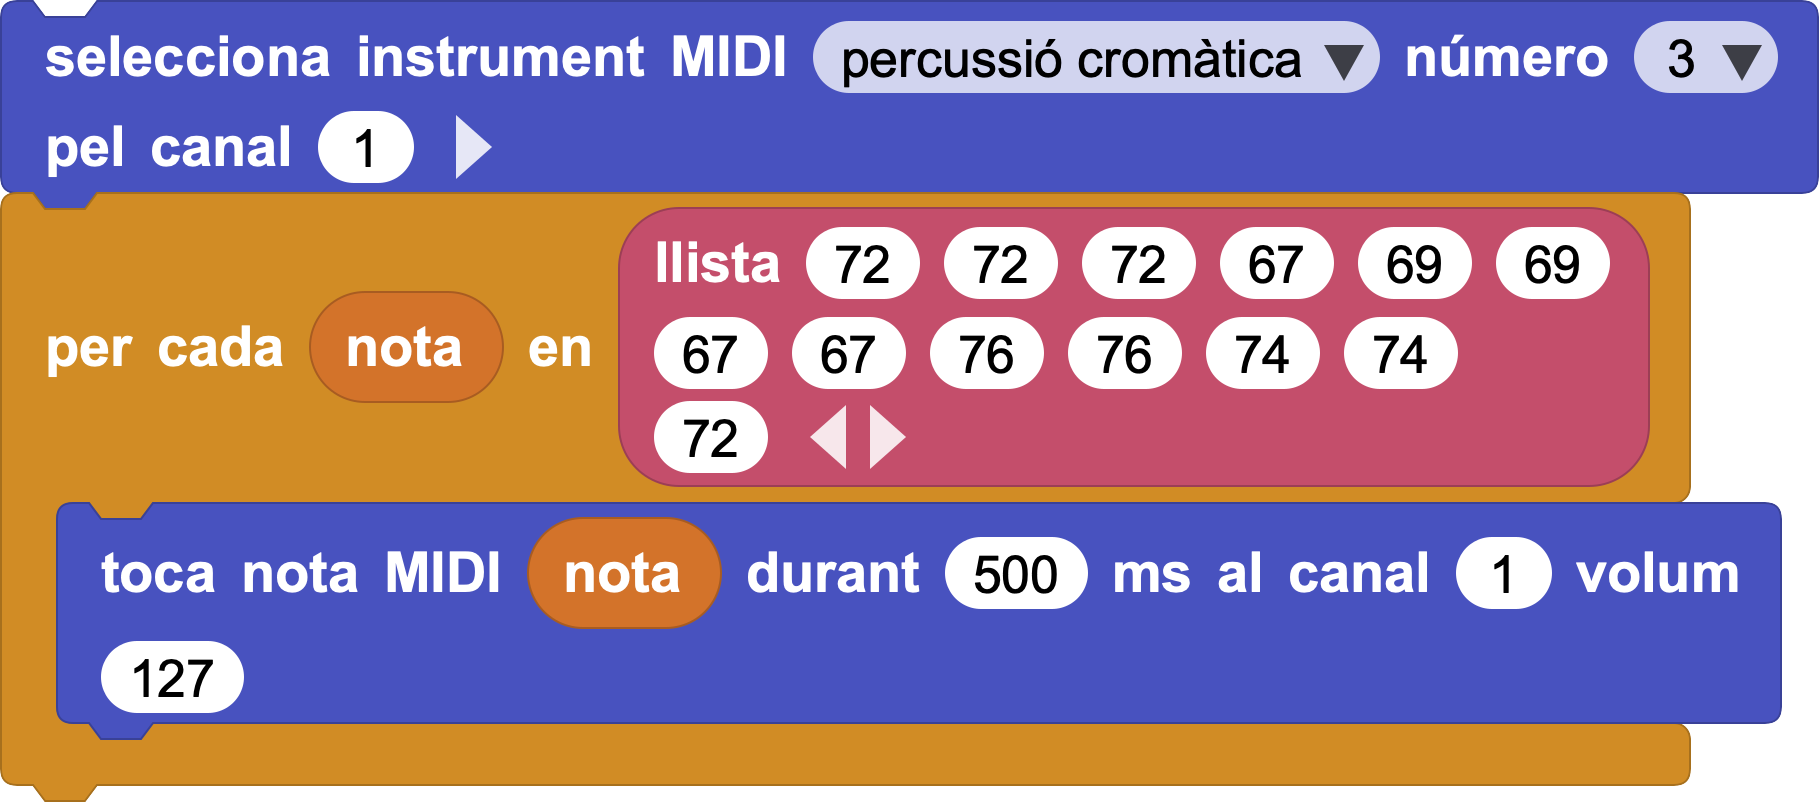 selecciona instrument MIDI percussió cromàtica número 3
pel canal 1
per cada nota en llista 72 72 72 67 69 69
67 67 76 76 74 74
72
toca nota MIDI nota durant 500 ms al canal 1 volum
127